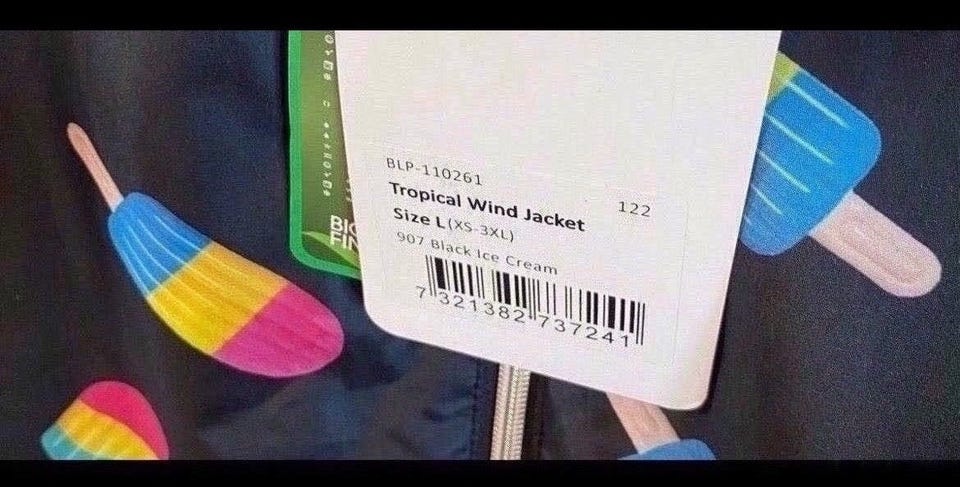 BLP-110261
Tropical Wind Jacket 122
Size L(XS-3XL)
907 Black Ice Cream
7 321382 737241